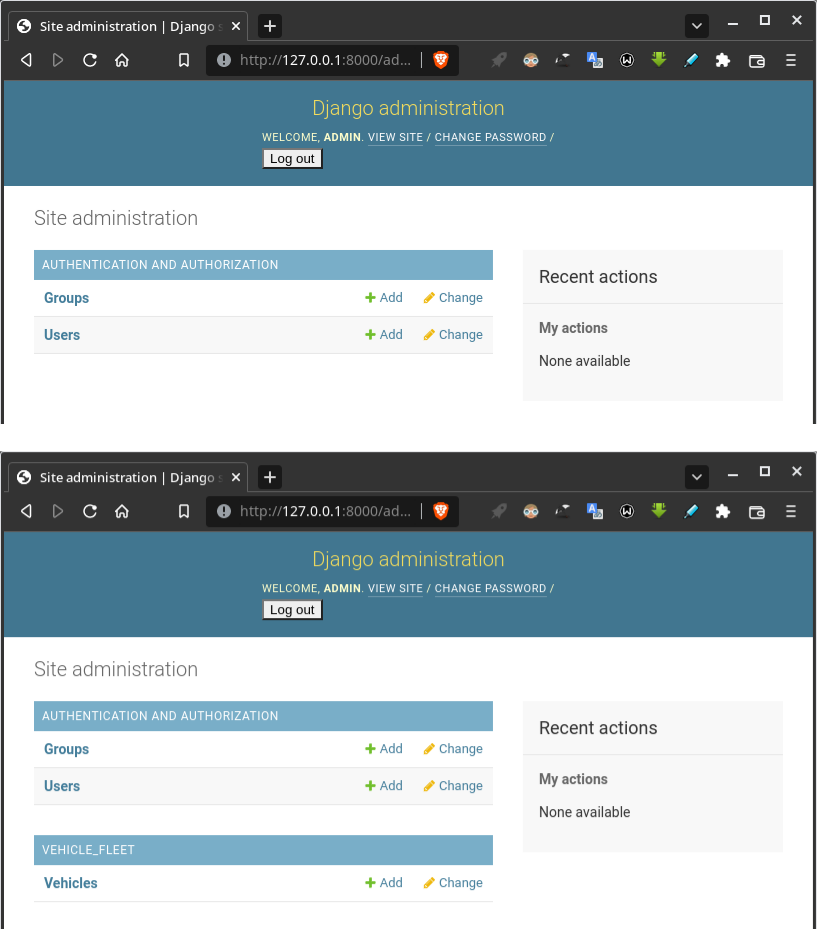 Site administration | Django s
http://127.0.0.1:8000/ad...
Django administration
WELCOME, ADMIN. VIEW SITE / CHANGE PASSWORD /
Log out
Site administration
AUTHENTICATION AND AUTHORIZATION
Groups Add Change
Users Add Change
Recent actions
My actions
None available
Site administration | Django s
http://127.0.0.1:8000/ad...
Django administration
WELCOME, ADMIN. VIEW SITE / CHANGE PASSWORD /
Log out
Site administration
AUTHENTICATION AND AUTHORIZATION
Groups Add Change
Users Add Change
VEHICLE_FLEET
Vehicles Add Change
Recent actions
My actions
None available